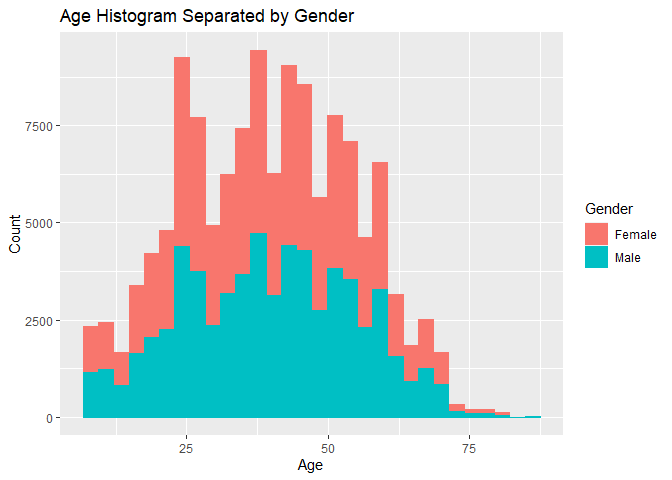 Age Histogram Separated by Gender
7500
5000
2500
0
Count
25
50
75
Age
Gender
Female
Male